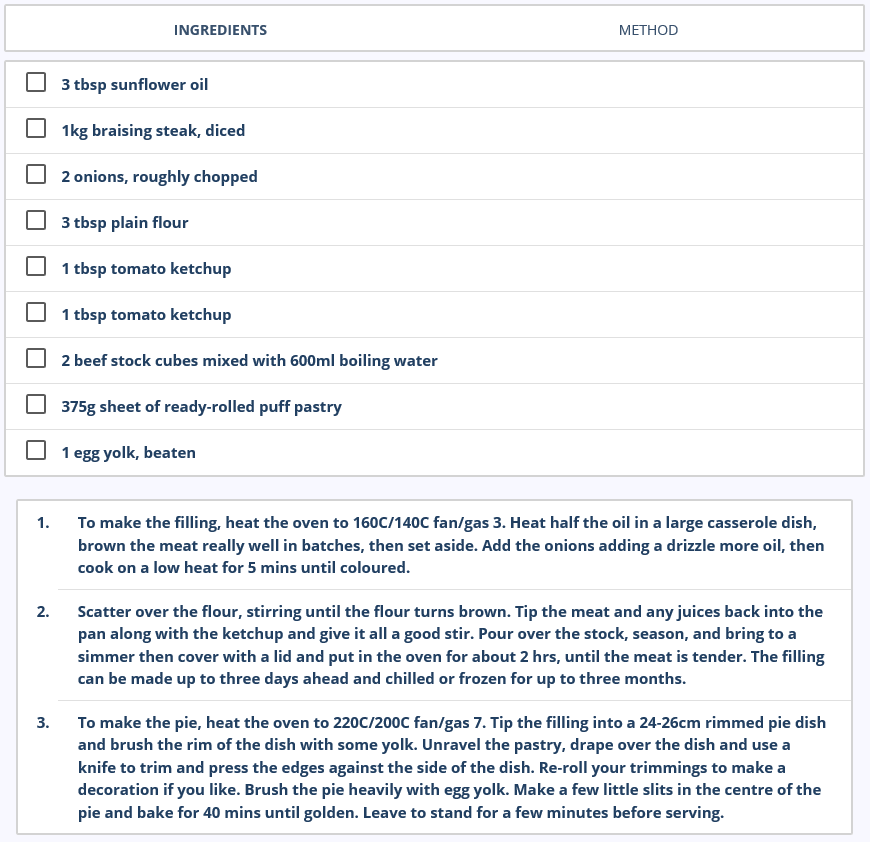 INGREDIENTS
METHOD
3 tbsp sunflower oil
1kg braising steak, diced
2 onions, roughly chopped
3 tbsp plain flour
1 tbsp tomato ketchup
1 tbsp tomato ketchup
2 beef stock cubes mixed with 600ml boiling water
375g sheet of ready-rolled puff pastry
1 egg yolk, beaten
1. To make the filling, heat the oven to 160C/140C fan/gas 3. Heat half the oil in a large casserole dish,
brown the meat really well in batches, then set aside. Add the onions adding a drizzle more oil, then
cook on a low heat for 5 mins until coloured.
2. Scatter over the flour, stirring until the flour turns brown. Tip the meat and any juices back into the
pan along with the ketchup and give it all a good stir. Pour over the stock, season, and bring to a
simmer then cover with a lid and put in the oven for about 2 hrs, until the meat is tender. The filling
can be made up to three days ahead and chilled or frozen for up to three months.
3. To make the pie, heat the oven to 220C/200C fan/gas 7. Tip the filling into a 24-26cm rimmed pie dish
and brush the rim of the dish with some yolk. Unravel the pastry, drape over the dish and use a
knife to trim and press the edges against the side of the dish. Re-roll your trimmings to make a
decoration if you like. Brush the pie heavily with egg yolk. Make a few little slits in the centre of the
pie and bake for 40 mins until golden. Leave to stand for a few minutes before serving.